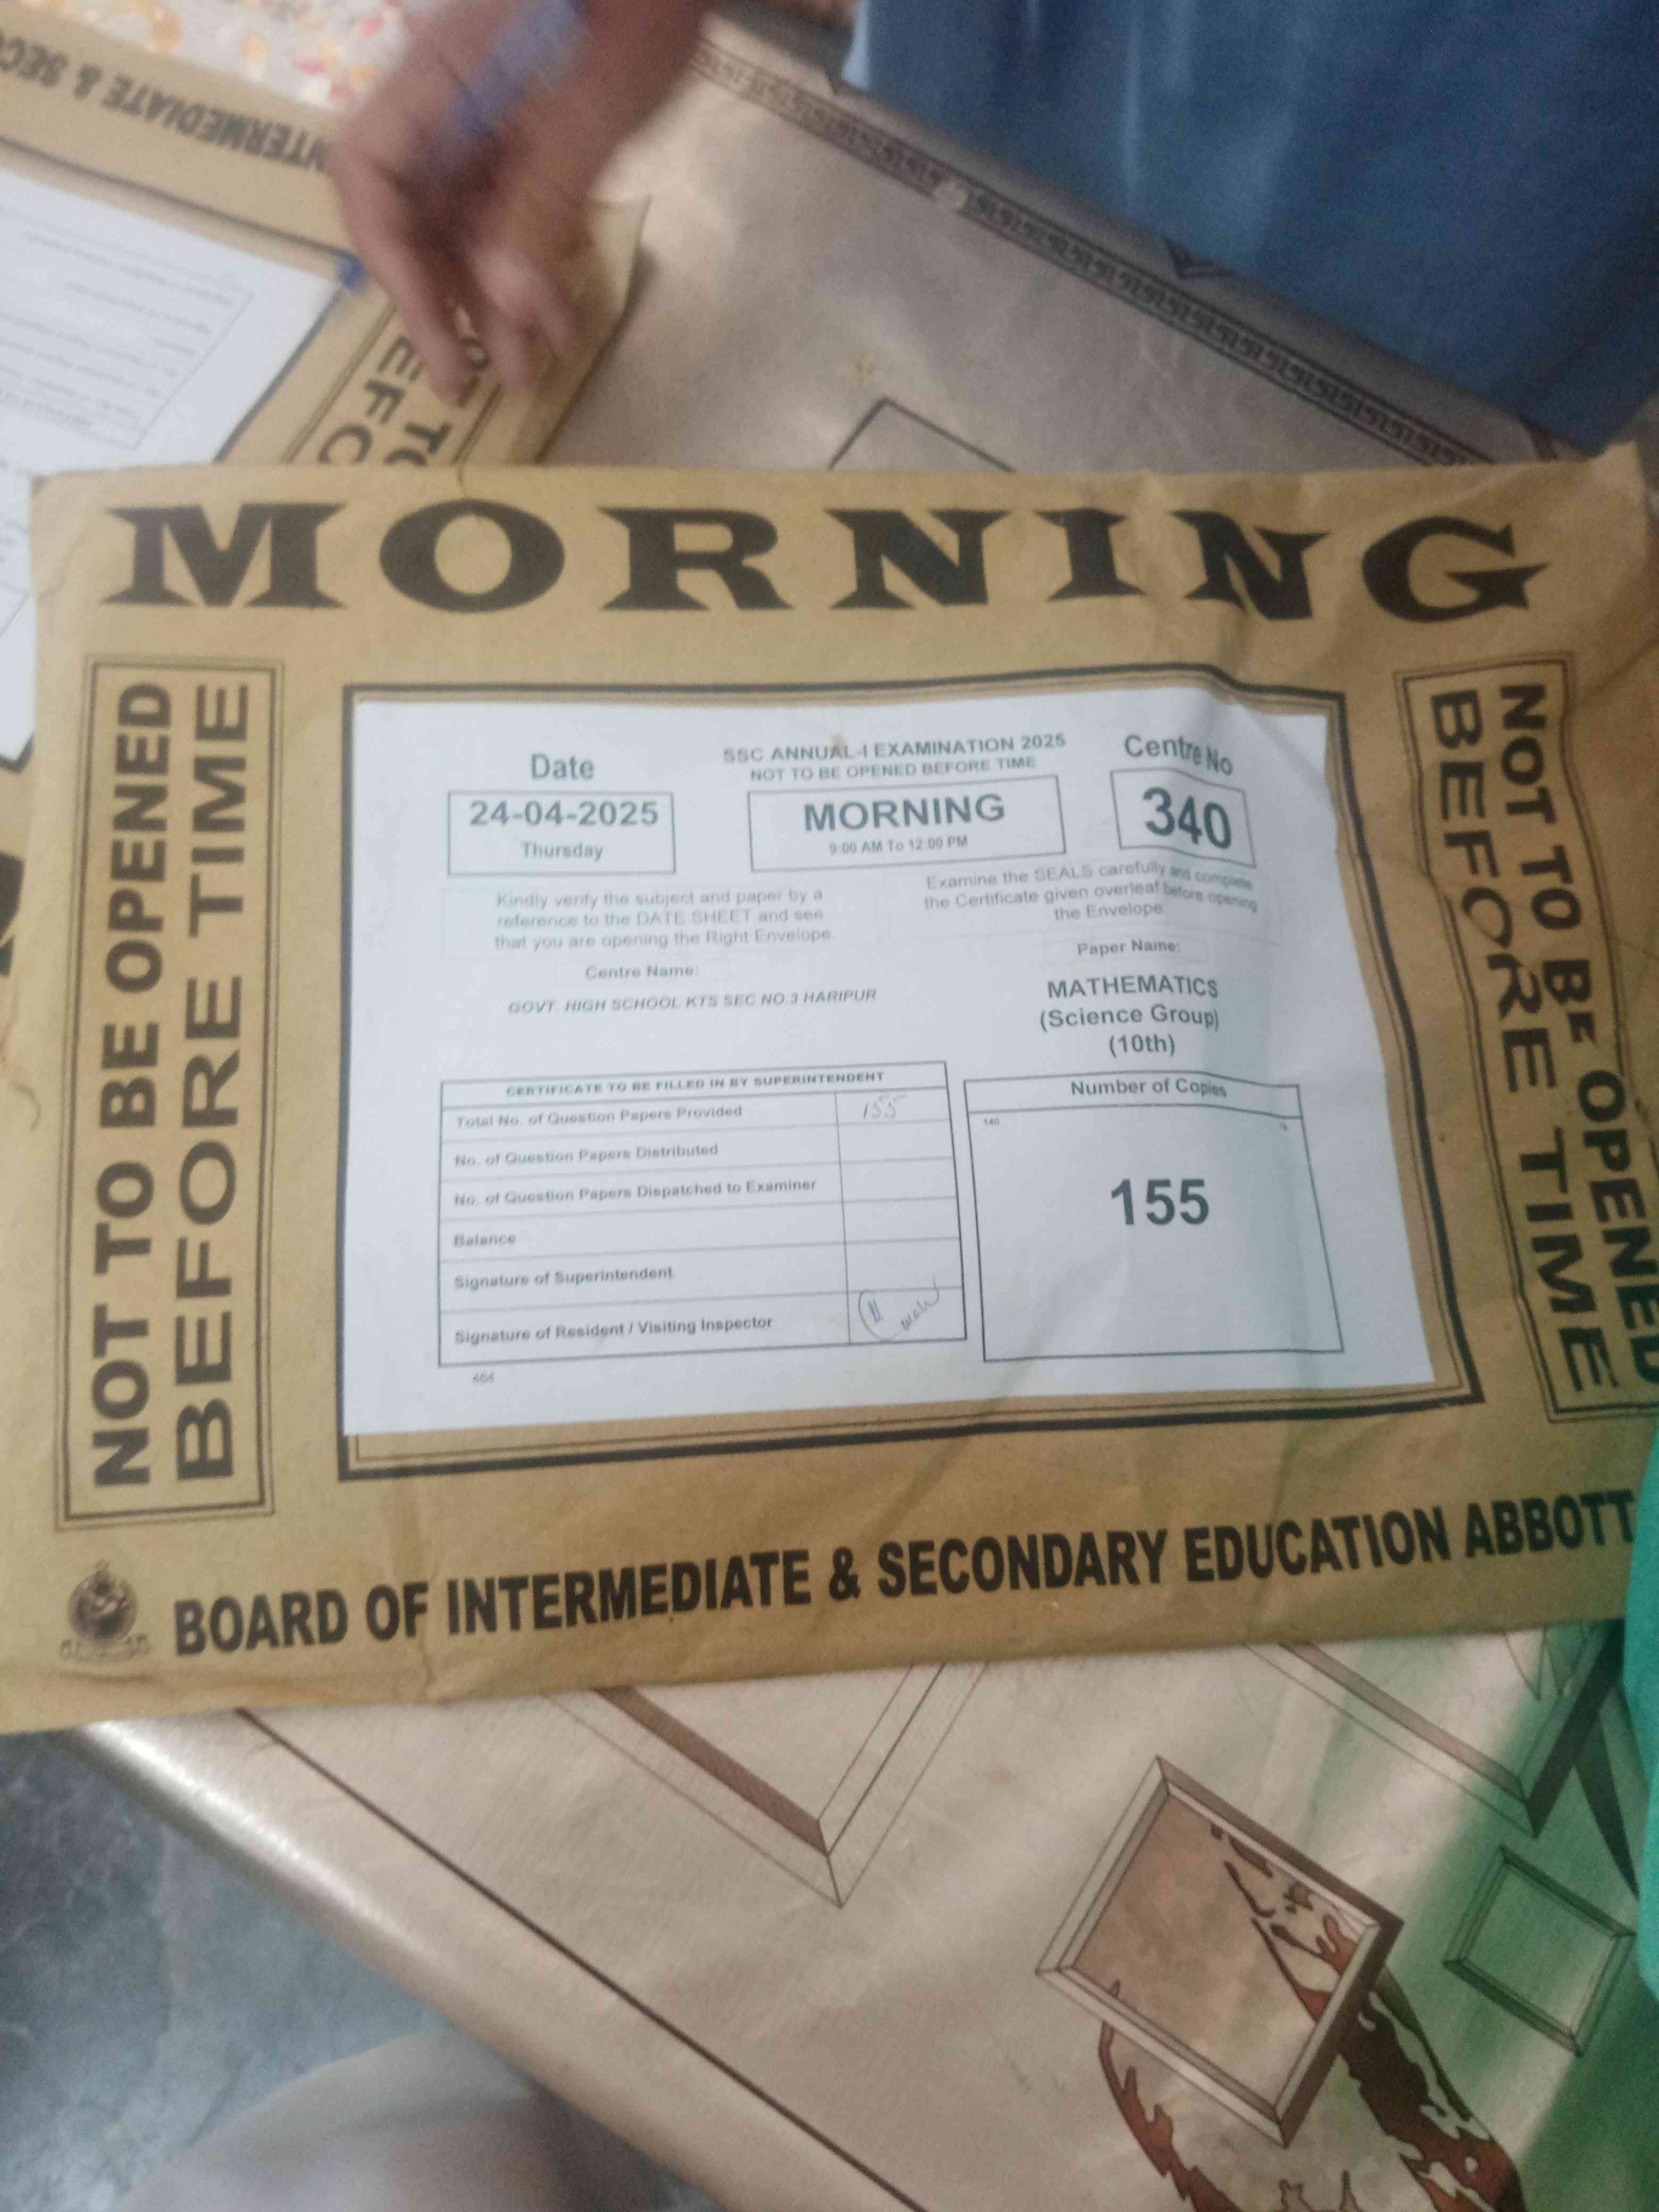 INTERMEDIATE & SEC
MORNING
NOT TO BE OPENED
BEFORE TIME
Date
24-04-2025
Thursday
SSC ANNUAL-I EXAMINATION 2025
NOT TO BE OPENED BEFORE TIME
MORNING
9:00 AM To 12:00 PM
Centre No
340
Kindly verify the subject and paper by a
reference to the DATE SHEET and see
that you are opening the Right Envelope.
Examine the SEALS carefully and complete
the Certificate given overleaf before opening
the Envelope
Centre Name:
GOVT. HIGH SCHOOL KTS SEC NO.3 HARIPUR
Paper Name:
MATHEMATICS
(Science Group)
(10th)
CERTIFICATE TO BE FILLED IN BY SUPERINTENDENT
Total No. of Question Papers Provided 155
No. of Question Papers Distributed
No. of Question Papers Dispatched to Examiner
Balance
Signature of Superintendent
Signature of Resident / Visiting Inspector
Number of Copies
140
155
NOT TO BE OPENED
BEFORE TIME
BOARD OF INTERMEDIATE & SECONDARY EDUCATION ABBOTT